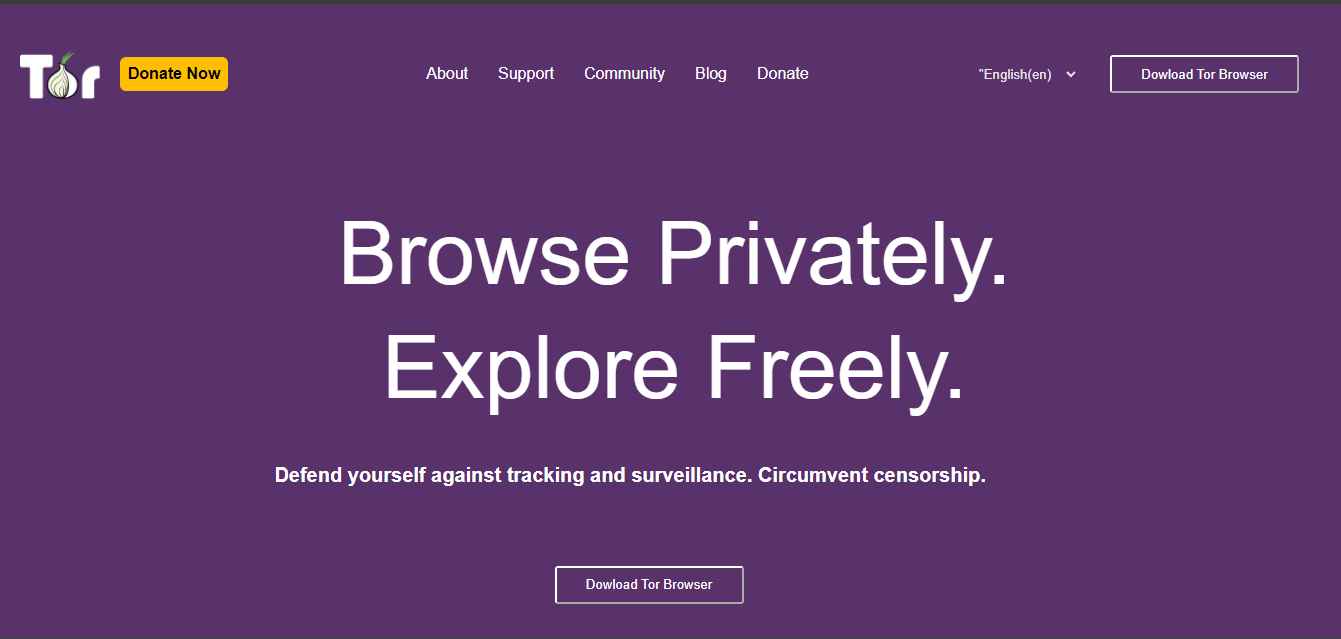 Tor
Donate Now
About Support Community Blog Donate
"English(en)
Dowload Tor Browser
Browse Privately.
Explore Freely.
Defend yourself against tracking and surveillance. Circumvent censorship.
Dowload Tor Browser